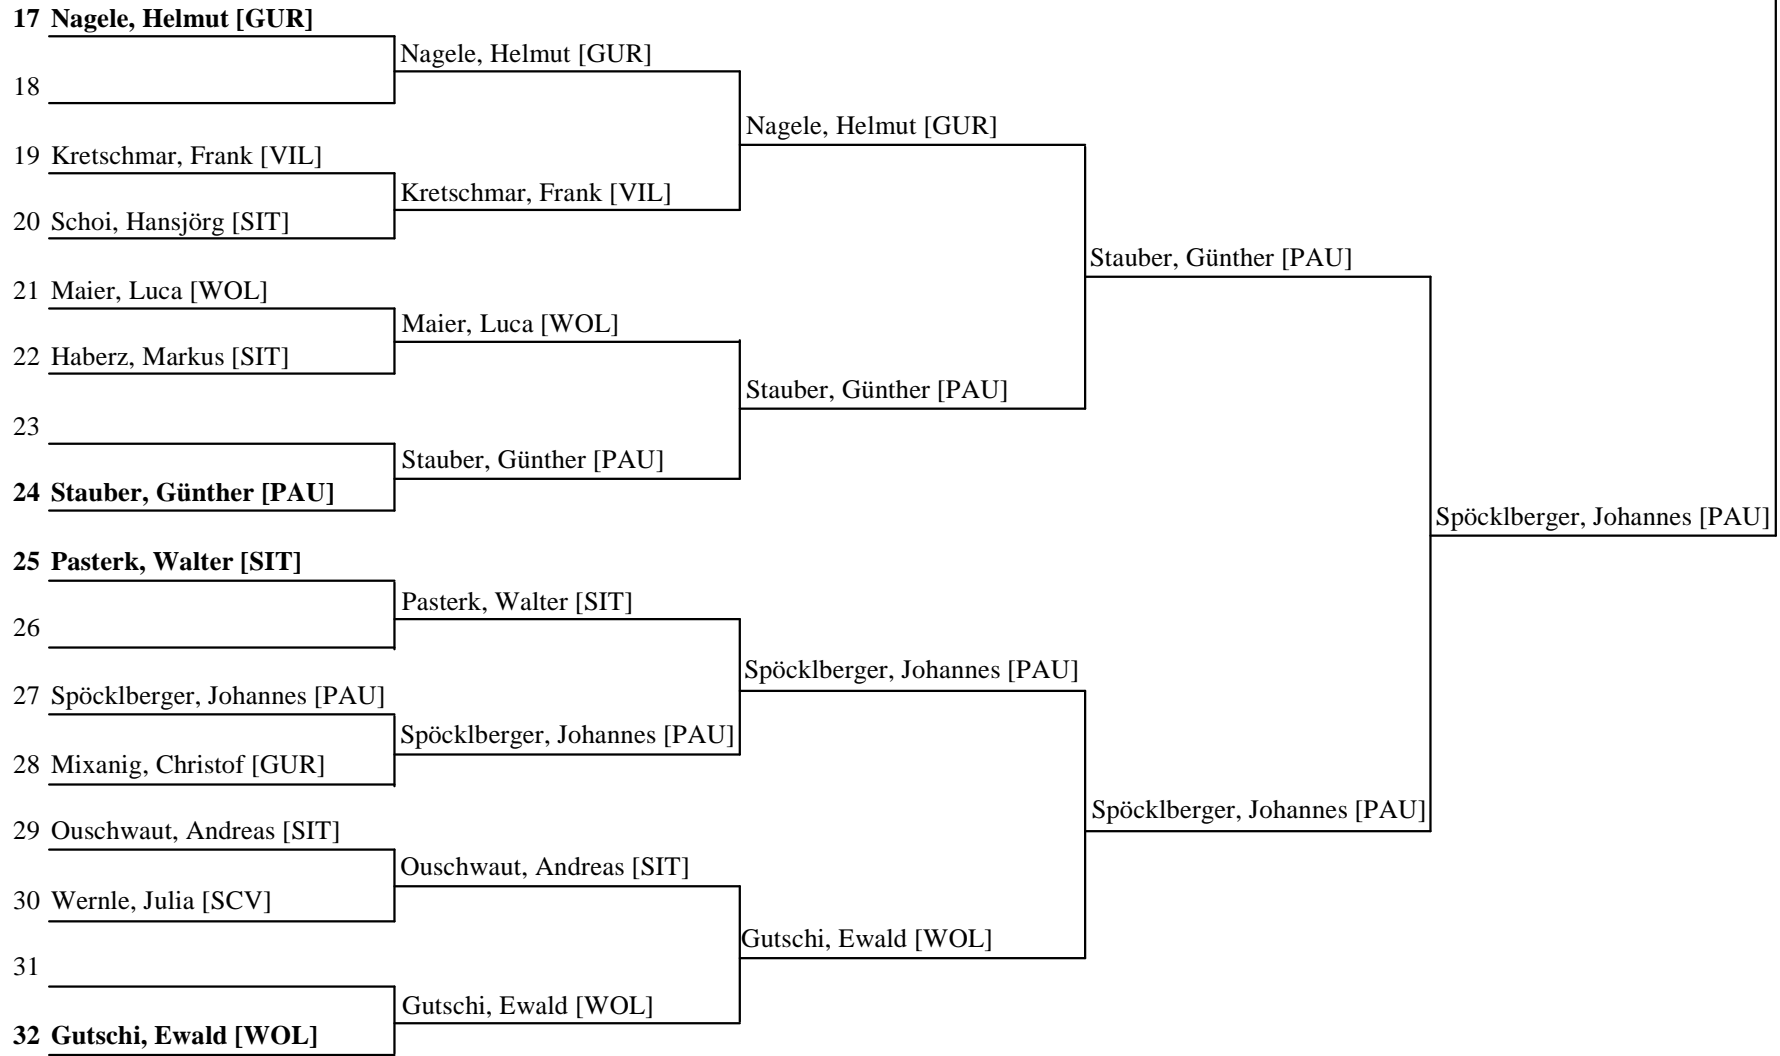 17 Nagele, Helmut [GUR]
Nagele, Helmut [GUR]
18
Nagele, Helmut [GUR]
19 Kretschmar, Frank [VIL]
Kretschmar, Frank [VIL]
20 Schoi, Hansjörg [SIT]
Stauber, Günther [PAU]
21 Maier, Luca [WOL]
Maier, Luca [WOL]
22 Haberz, Markus [SIT]
Stauber, Günther [PAU]
23
Stauber, Günther [PAU]
24 Stauber, Günther [PAU]
Spöcklberger, Johannes [PAU]
25 Pasterk, Walter [SIT]
Pasterk, Walter [SIT]
26
Spöcklberger, Johannes [PAU]
27 Spöcklberger, Johannes [PAU]
Spöcklberger, Johannes [PAU]
28 Mixanig, Christof [GUR]
Spöcklberger, Johannes [PAU]
29 Ouschwaut, Andreas [SIT]
Ouschwaut, Andreas [SIT]
30 Wernle, Julia [SCV]
Gutschi, Ewald [WOL]
31
Gutschi, Ewald [WOL]
32 Gutschi, Ewald [WOL]